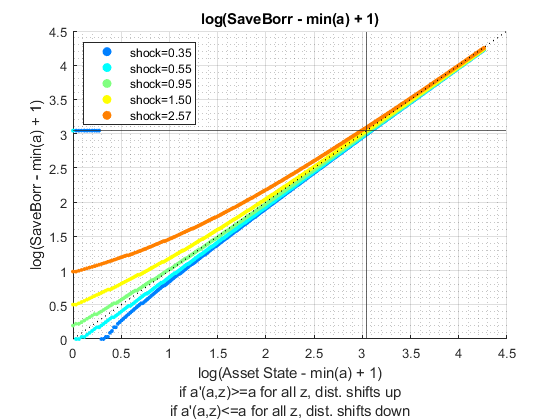 log(SaveBorr - min(a) + 1)
4.5
4
3.5
3
2.5
2
1.5
1
0.5
0
log(SaveBorr - min(a) + 1)
shock=0.35
shock=0.55
shock=0.95
shock=1.50
shock=2.57
0 0.5 1 1.5 2 2.5 3 3.5 4 4.5
log(Asset State - min(a) + 1)
if a'(a,z)>=a for all z, dist. shifts up
if a'(a,z)<=a for all z, dist. shifts down